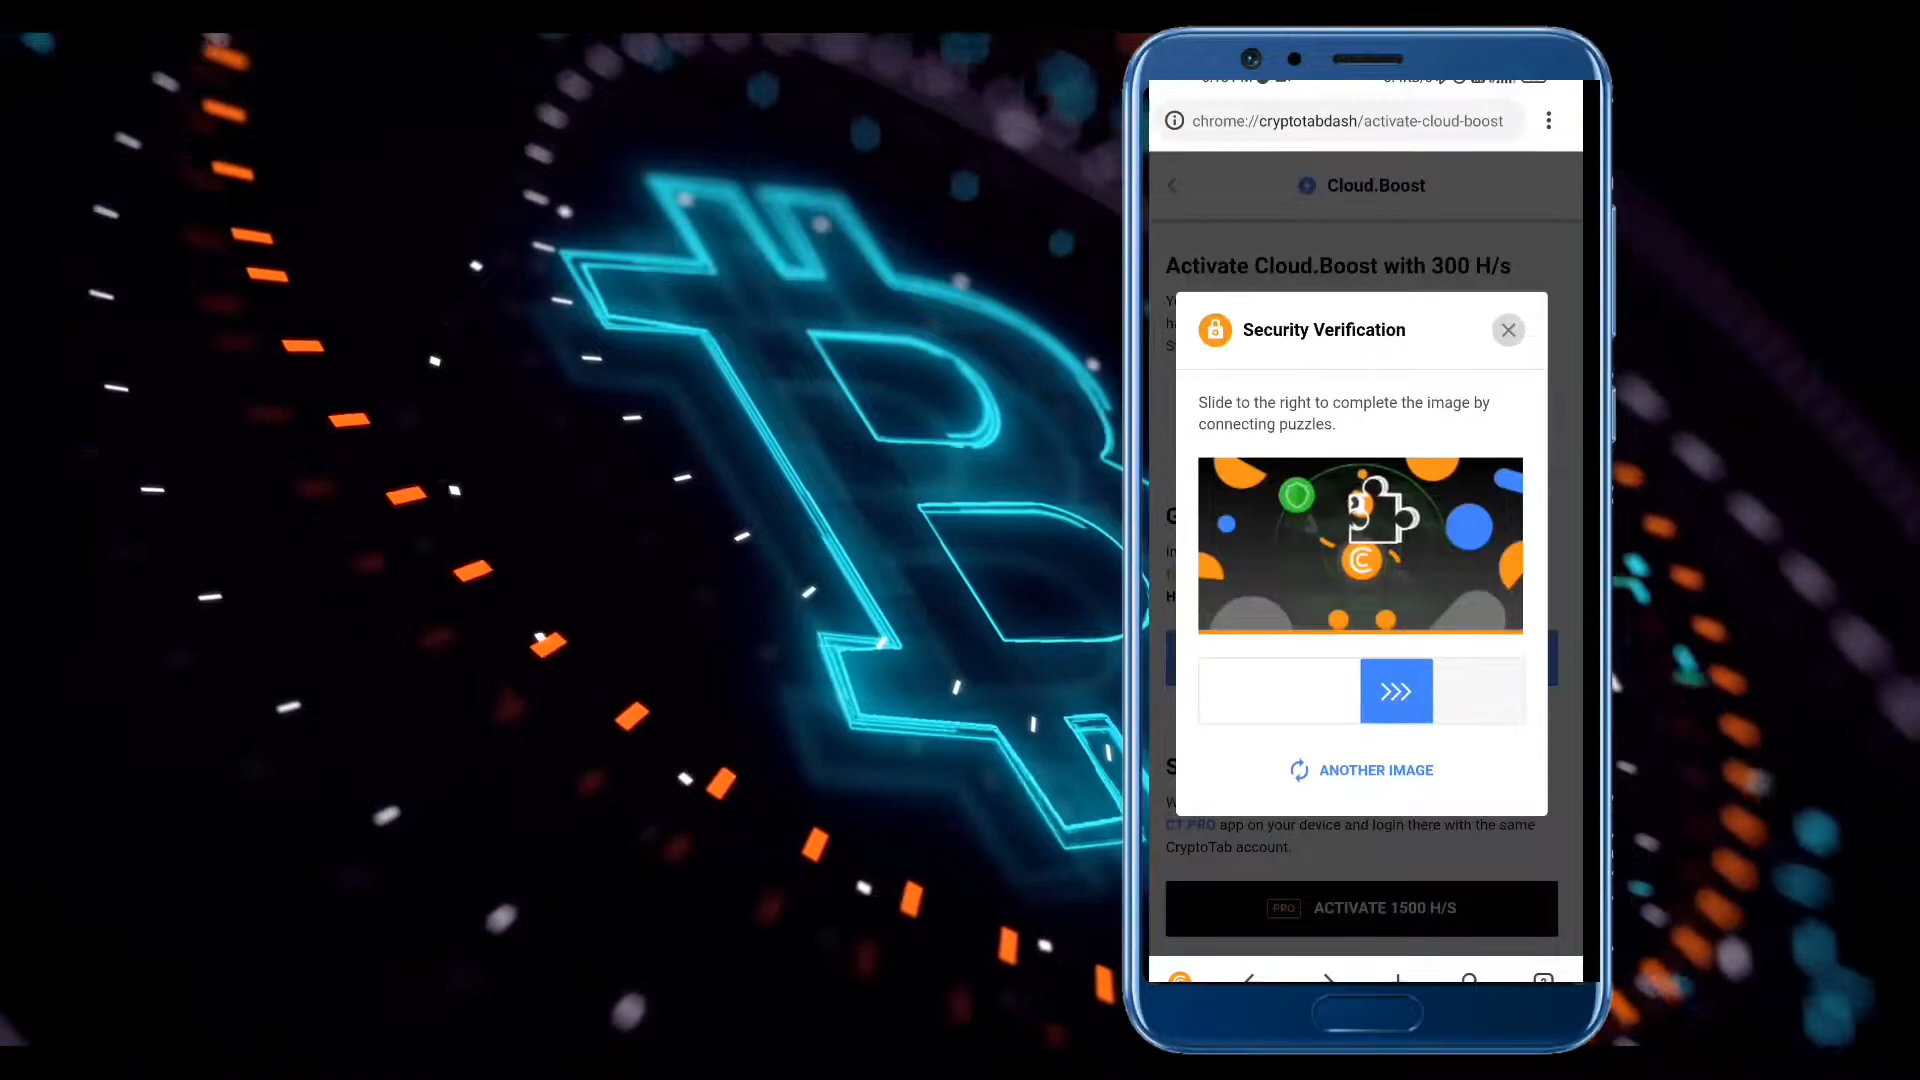 chrome://cryptotabdash/activate-cloud-boost
Cloud.Boost
Activate Cloud.Boost with 300 H/s
Security Verification
Slide to the right to complete the image by
connecting puzzles.
ANOTHER IMAGE
CT PRO app on your device and login there with the same
CryptoTab account.
PRO ACTIVATE 1500 H/S